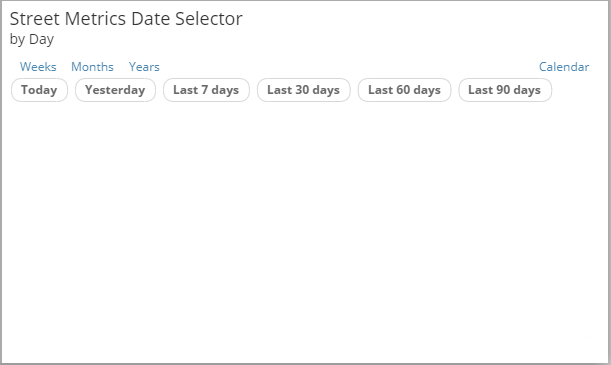 Street Metrics Date Selector
by Day
Weeks Months Years Calendar
Today Yesterday Last 7 days Last 30 days Last 60 days Last 90 days